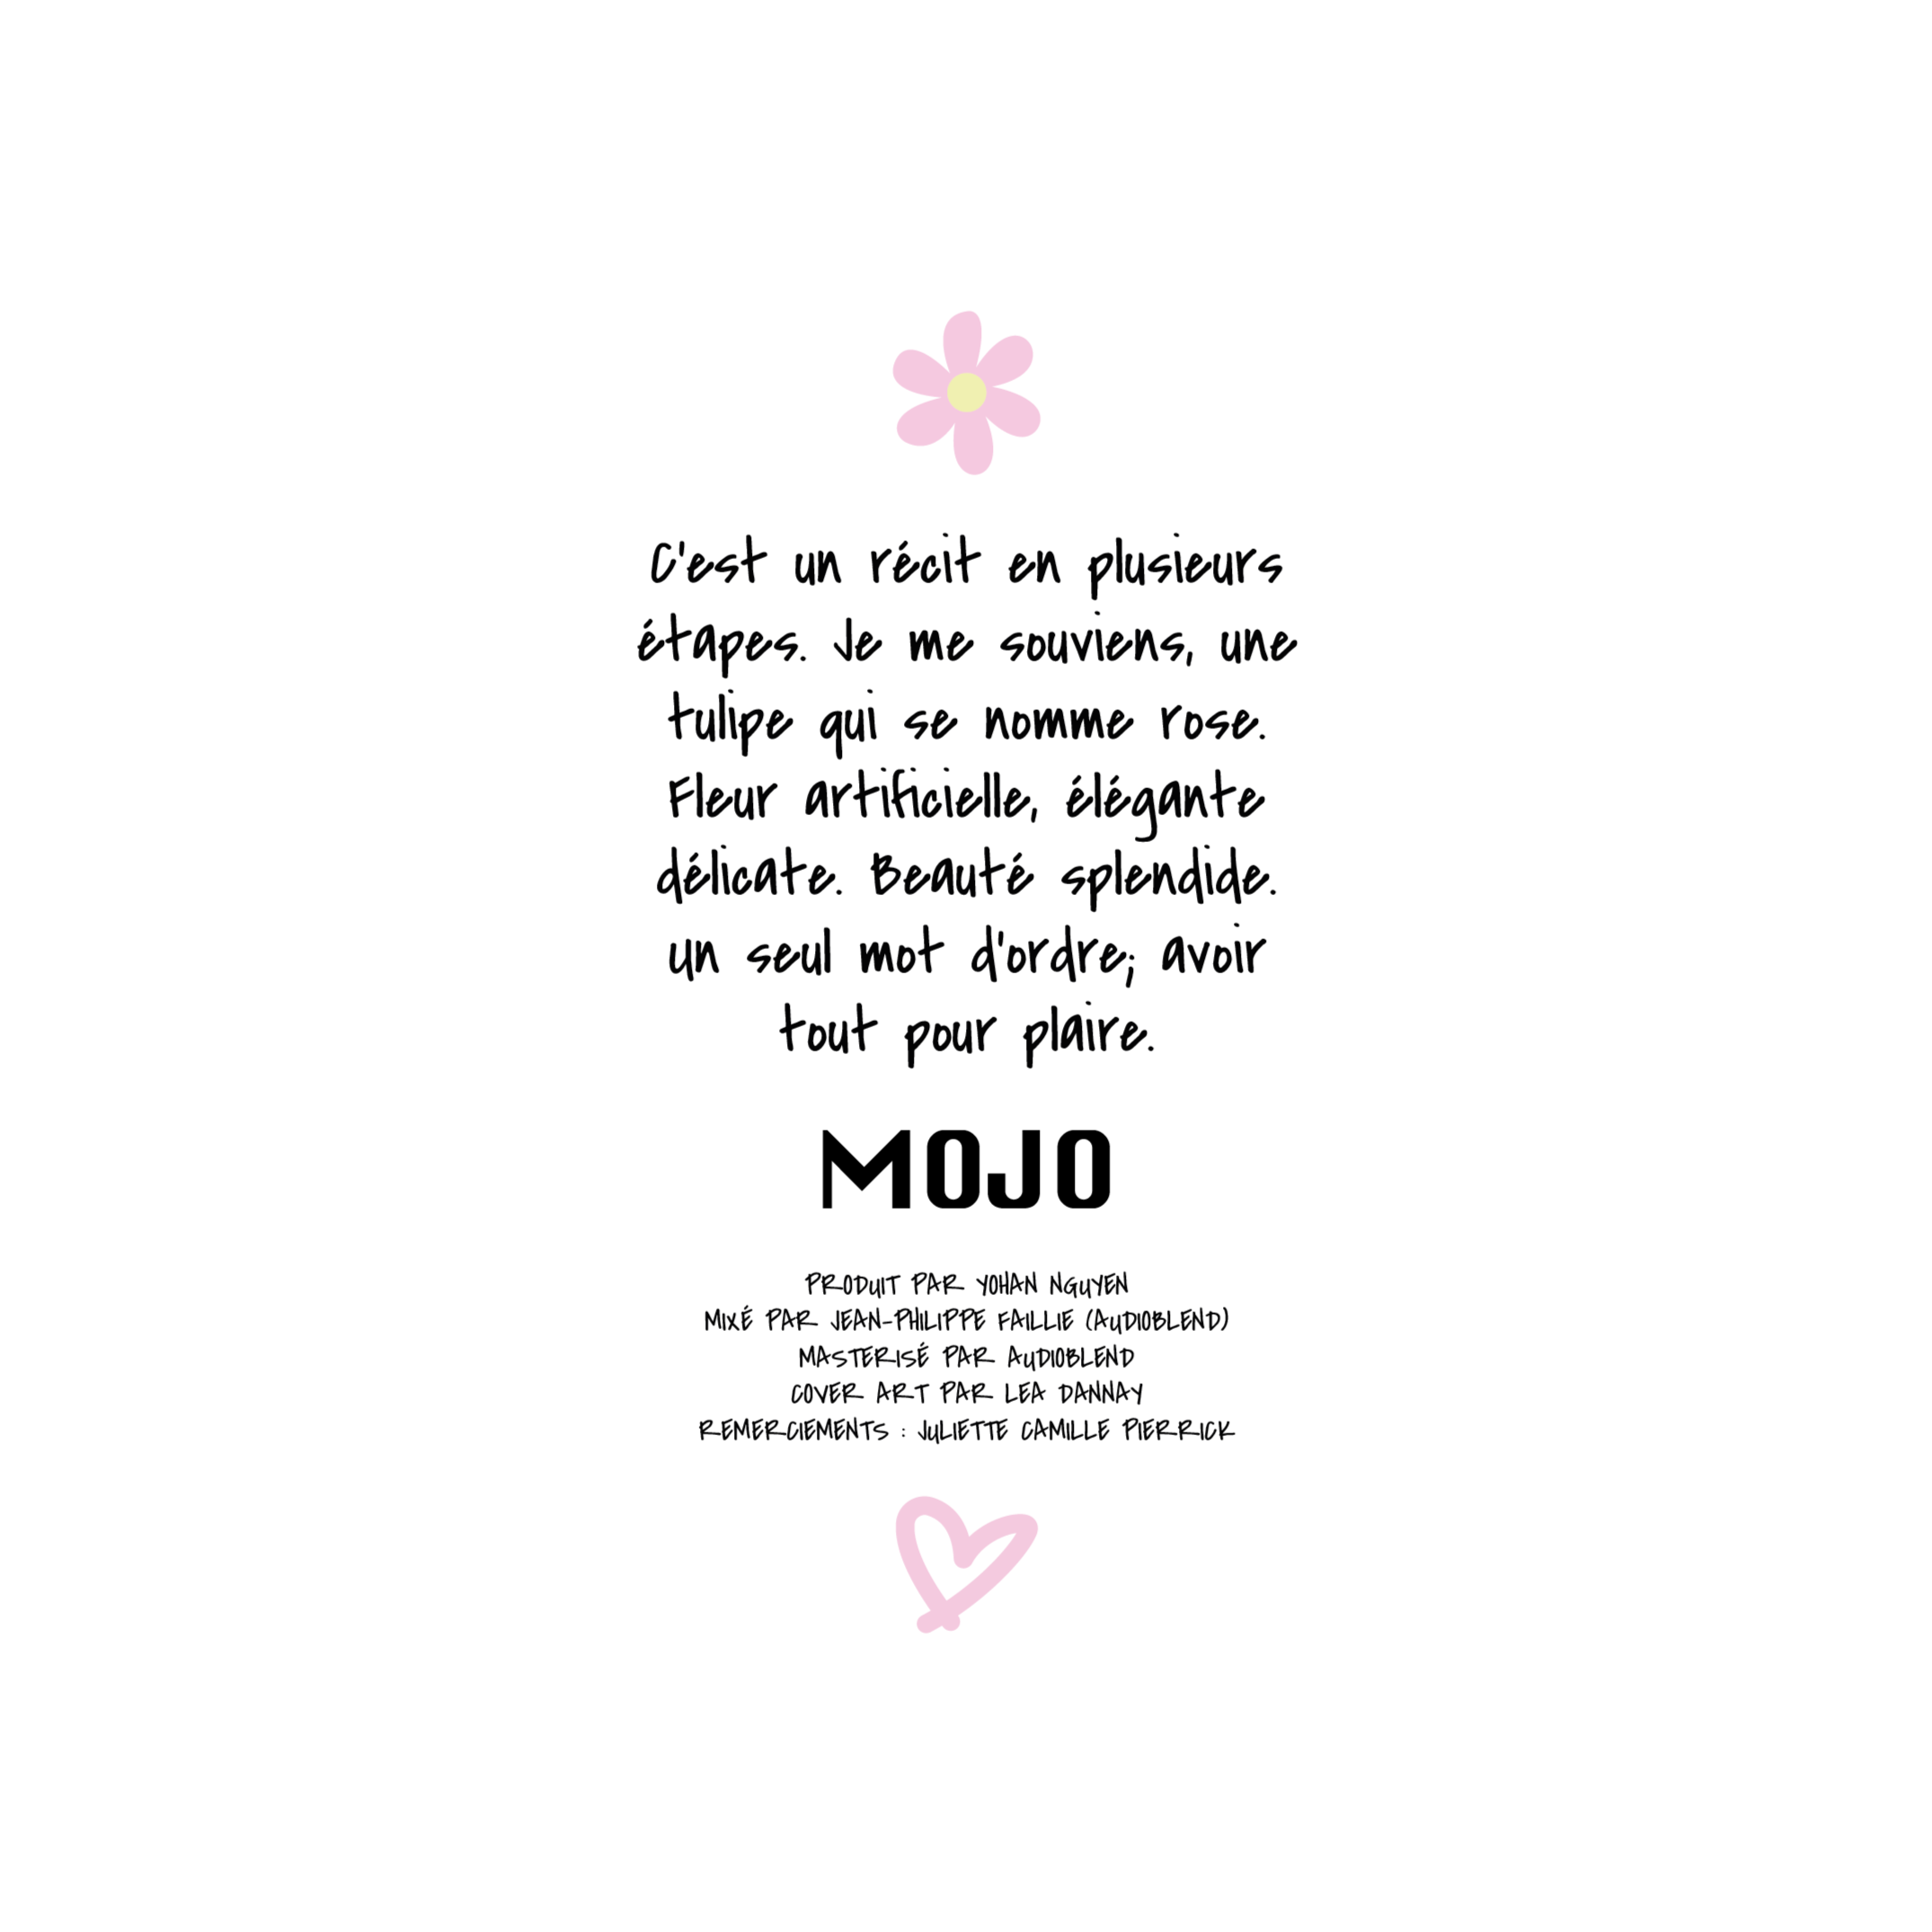 C'est un récit en plusieurs
étapes. Je me souviens, une
tulipe qui se nomme rose.
Fleur artificielle, élégante
délicate. Beauté splendide.
un seul mot d'ordre; avoir
tout pour plaire.
MOJO
PRODUIT PAR YOHAN NGUYEN
MIXÉ PAR JEAN-PHILIPPE FAILLIE (AUDIOBLEND)
MASTERISÉ PAR AUDIOBLEND
COVER ART PAR LEA DANNAY
REMERCIEMENTS : JULIETTE CAMILLE PIERRICK